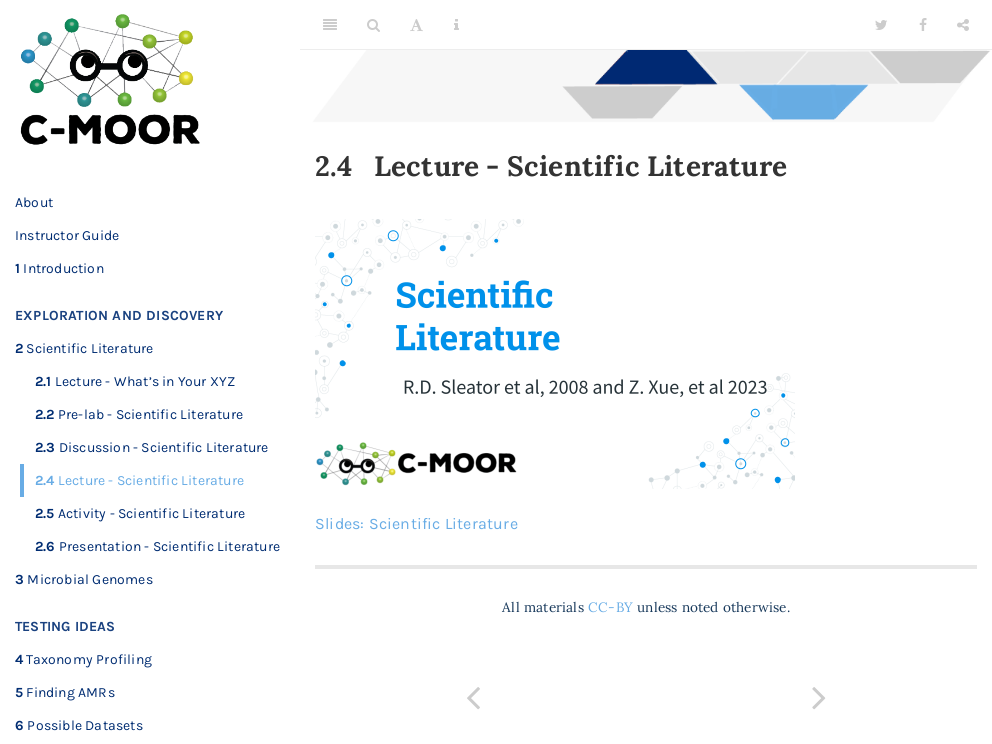 C-MOOR
About
Instructor Guide
1 Introduction
EXPLORATION AND DISCOVERY
2 Scientific Literature
2.1 Lecture - What's in Your XYZ
2.2 Pre-lab - Scientific Literature
2.3 Discussion - Scientific Literature
2.4 Lecture - Scientific Literature
2.5 Activity - Scientific Literature
2.6 Presentation - Scientific Literature
3 Microbial Genomes
TESTING IDEAS
4 Taxonomy Profiling
5 Finding AMRs
6 Possible Datasets
A
2.4 Lecture - Scientific Literature
Scientific
Literature
R.D. Sleator et al, 2008 and Z. Xue, et al 2023
C-MOOR
Slides: Scientific Literature
All materials CC-BY unless noted otherwise.